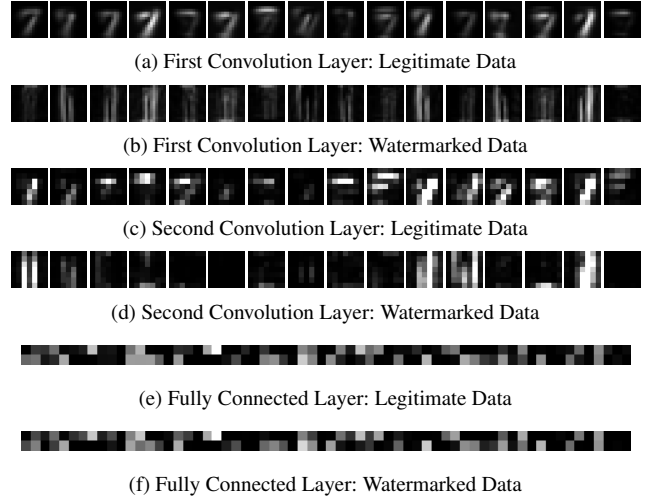 (a) First Convolution Layer: Legitimate Data
(b) First Convolution Layer: Watermarked Data
(c) Second Convolution Layer: Legitimate Data
(d) Second Convolution Layer: Watermarked Data
(e) Fully Connected Layer: Legitimate Data
(f) Fully Connected Layer: Watermarked Data